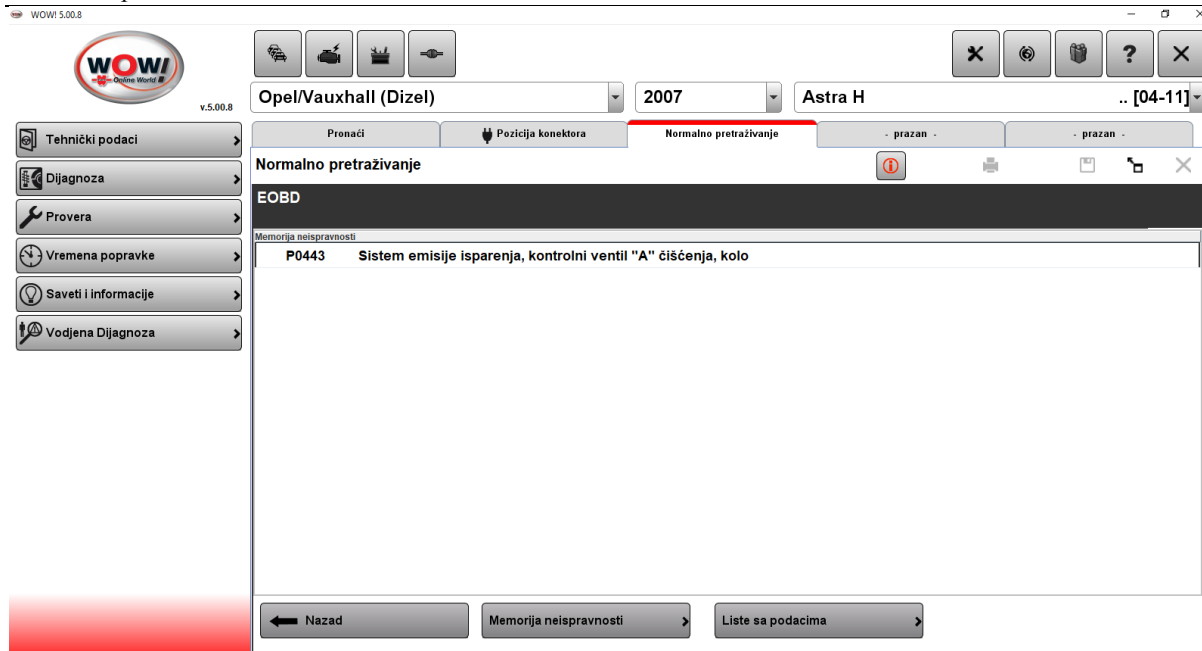 WOW! 5.00.8
WOW!
Online World
v.5.00.8
Opel/Vauxhall (Dizel)
2007
Astra H
.. [04-11]
Tehnički podaci
Dijagnoza
Provera
Vremena popravke
Saveti i informacije
Vodjena Dijagnoza
Pronaći
Pozicija konektora
Normalno pretraživanje
- prazan -
- prazan -
Normalno pretraživanje
EOBD
Memorija neispravnosti
P0443 Sistem emisije isparenja, kontrolni ventil "A" čišćenja, kolo
Nazad
Memorija neispravnosti
Liste sa podacima